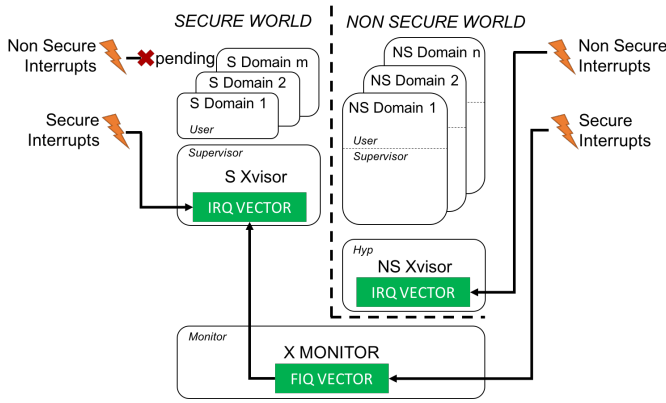 SECURE WORLD
NON SECURE WORLD
Non Secure
Interrupts
pending
S Domain m
S Domain 2
S Domain 1
User
NS Domain n
NS Domain 2
NS Domain 1
User
Supervisor
Non Secure
Interrupts
Secure
Interrupts
Secure
Interrupts
Supervisor
S Xvisor
IRQ VECTOR
Hyp
NS Xvisor
IRQ VECTOR
Monitor
X MONITOR
FIQ VECTOR